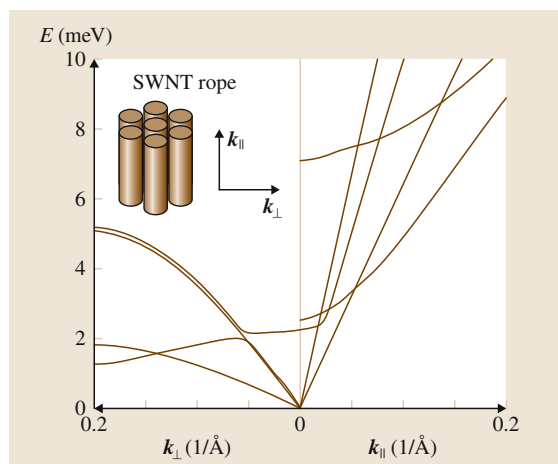 E (meV)
10
8
6
4
2
0
SWNT rope
k∥
k⊥
0.2
0
0.2
k⊥ (1/Å)
k∥ (1/Å)